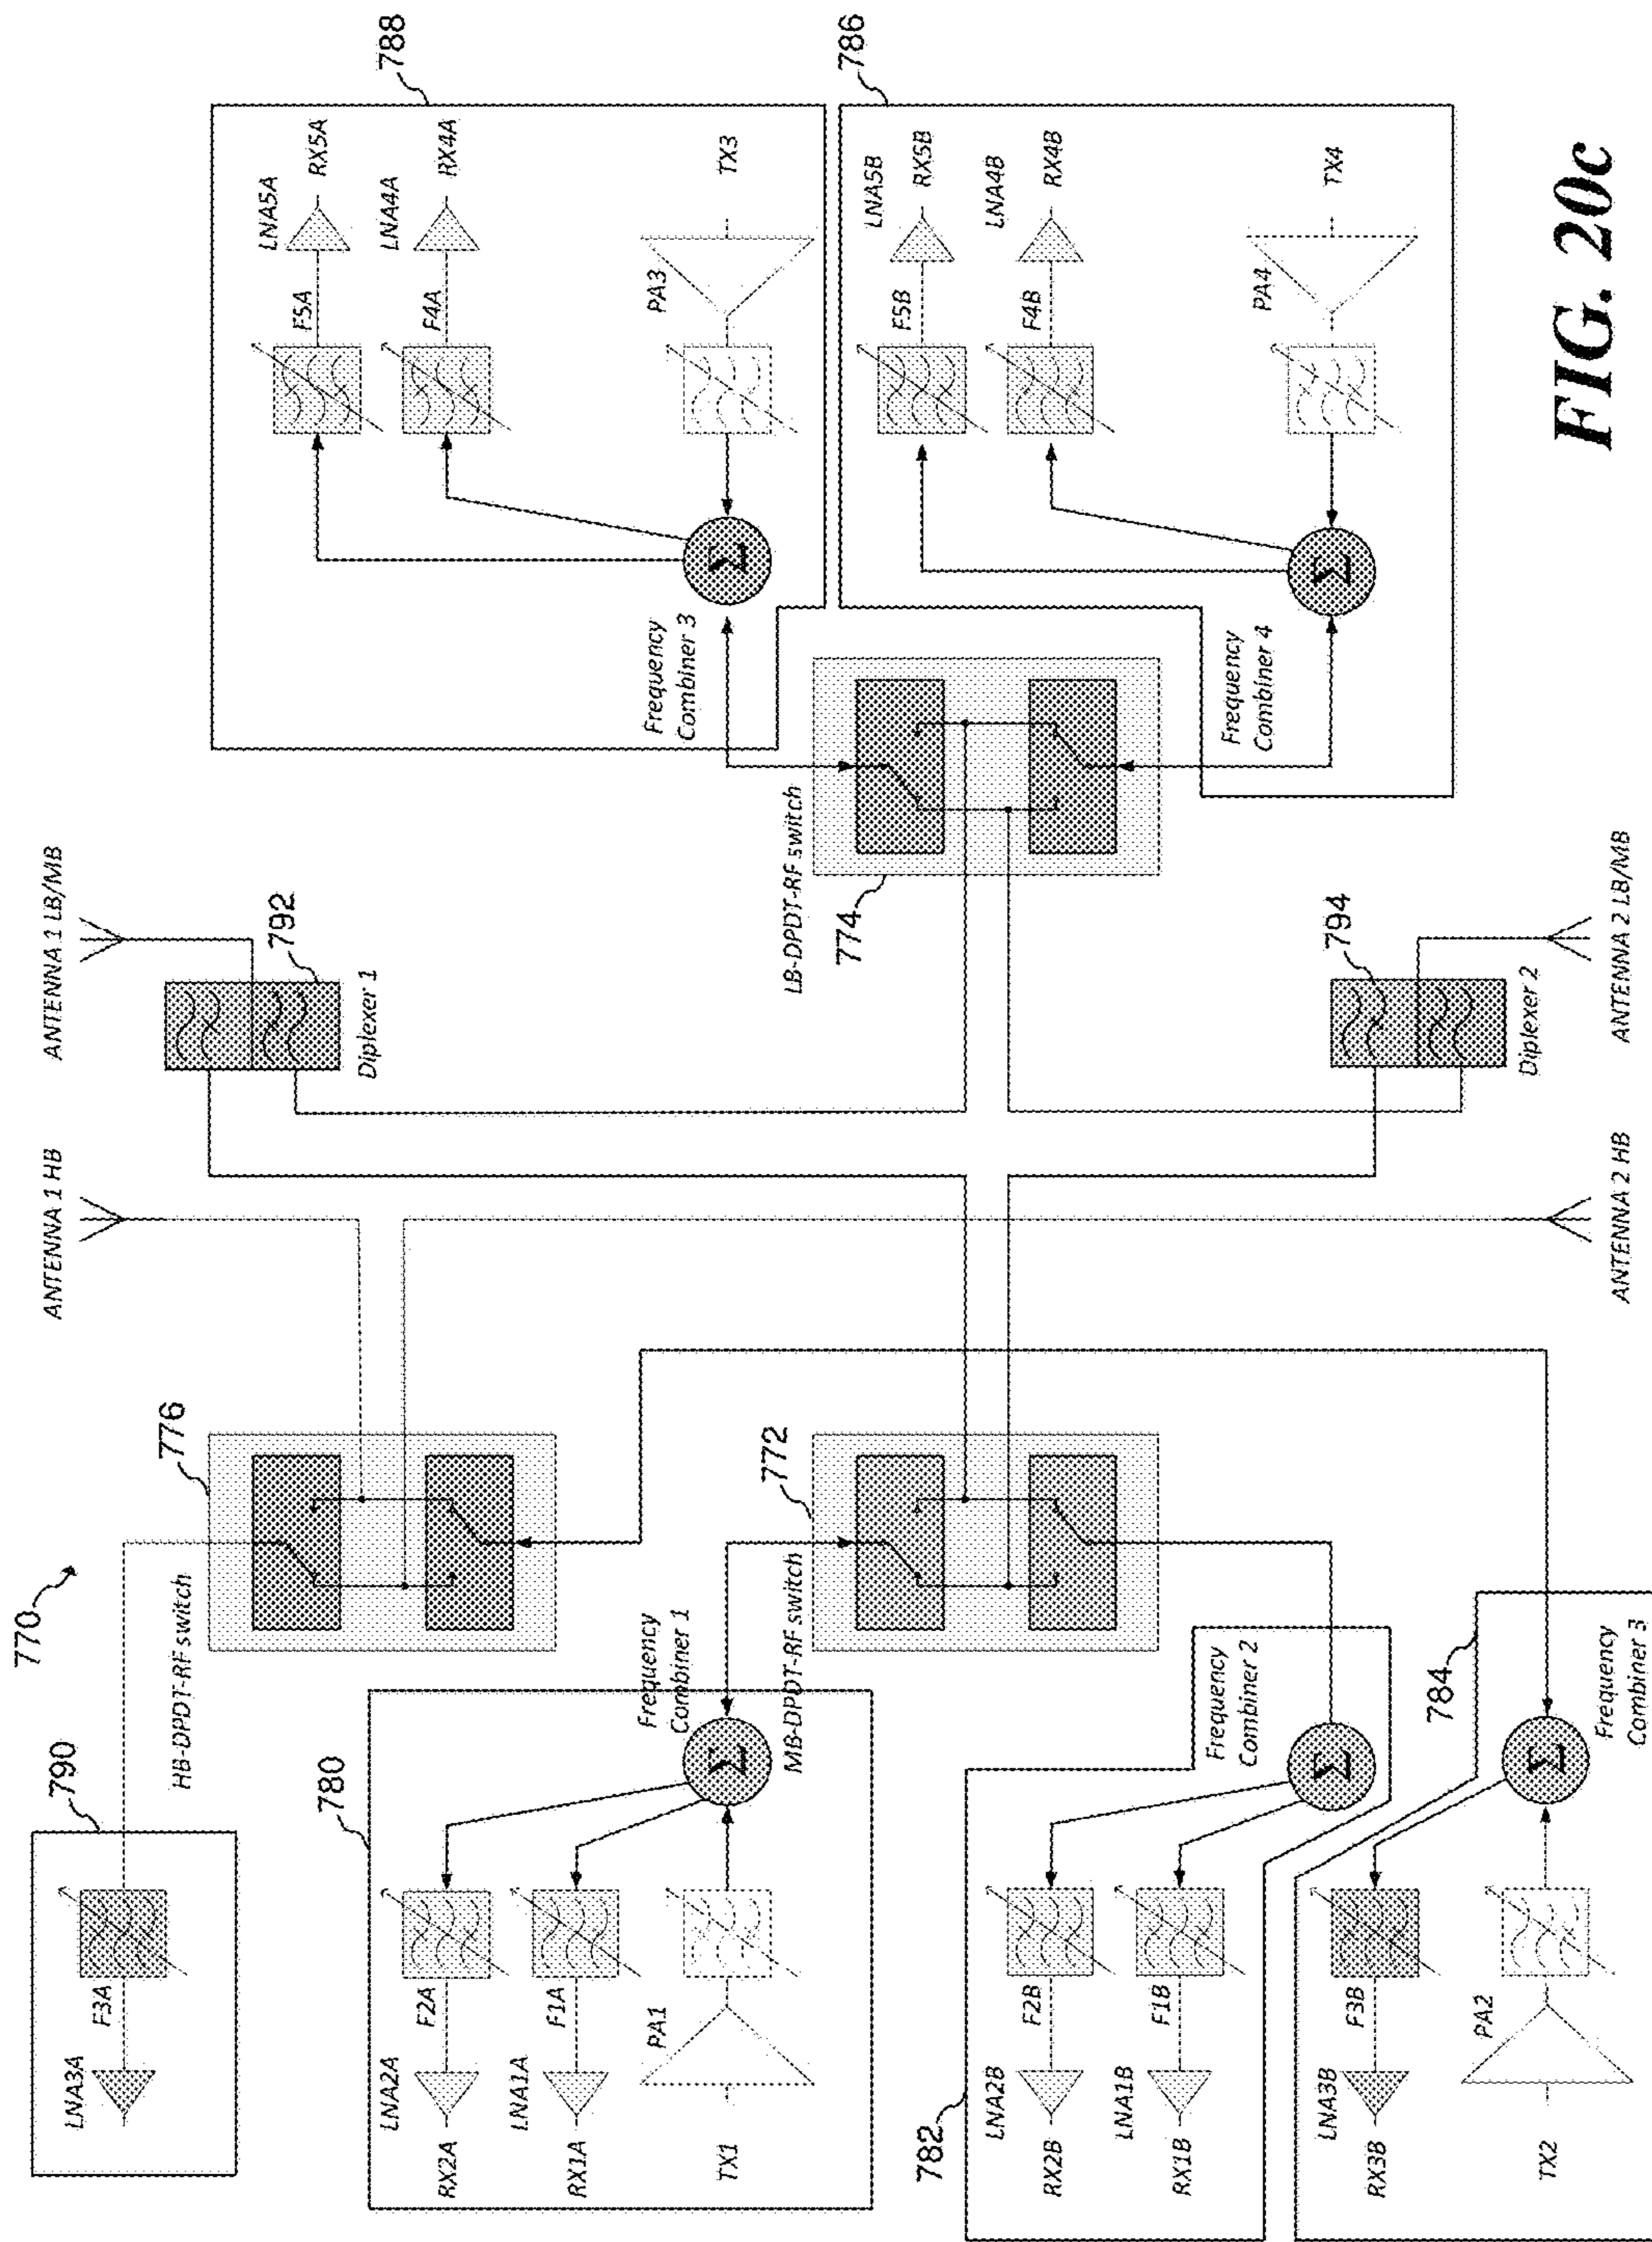 770
790
LNA3A
F3A
HB-DPDT-RF switch
776
ANTENNA 1 HB
ANTENNA 1 LB/MB
792
Diplexer 1
788
LNA5A
RX5A
F5A
LNA4A
RX4A
F4A
PA3
TX3
Frequency
Combiner 3
Σ
780
LNA2A
RX2A
F2A
LNA1A
RX1A
F1A
PA1
TX1
Frequency
Combiner 1
Σ
MB-DPDT-RF switch
772
LB-DPDT-RF switch
774
786
LNA5B
RX5B
F5B
LNA4B
RX4B
F4B
PA4
TX4
Frequency
Combiner 4
Σ
782
LNA2B
RX2B
F2B
LNA1B
RX1B
F1B
Frequency
Combiner 2
Σ
784
LNA3B
RX3B
F3B
PA2
TX2
Σ
Frequency
Combiner 3
794
Diplexer 2
ANTENNA 2 HB
ANTENNA 2 LB/MB
FIG. 20c